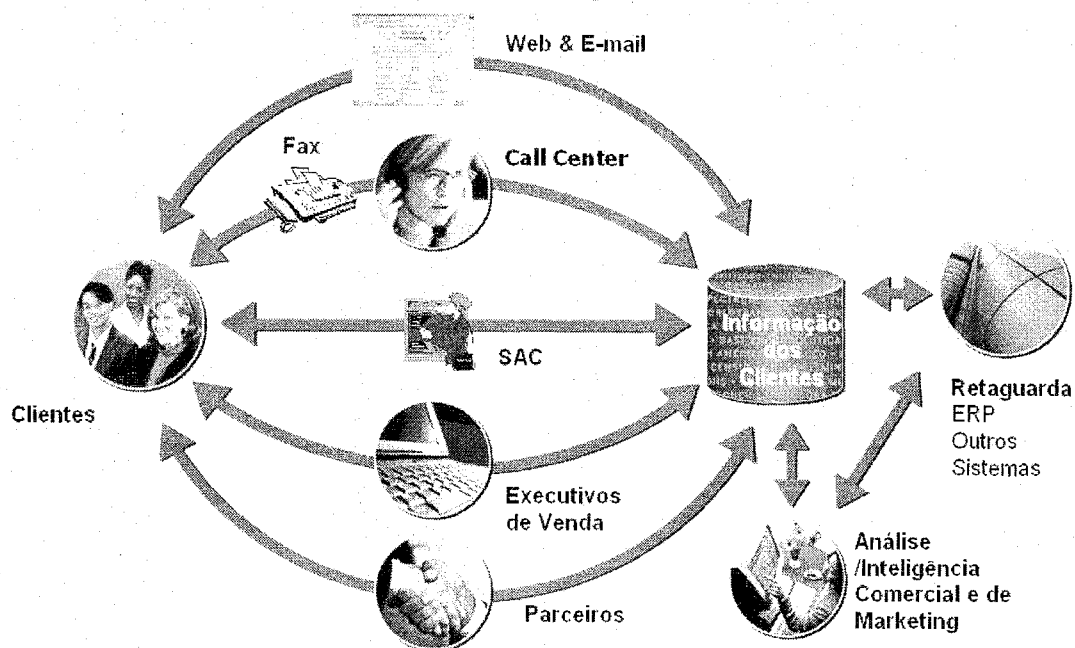 Web & E-mail
Fax
Call Center
Informação
dos
Clientes
SAC
Clientes
Retaguarda
ERP
Outros
Sistemas
Executivos
de Venda
Análise
/Inteligência
Comercial e de
Marketing
Parceiros